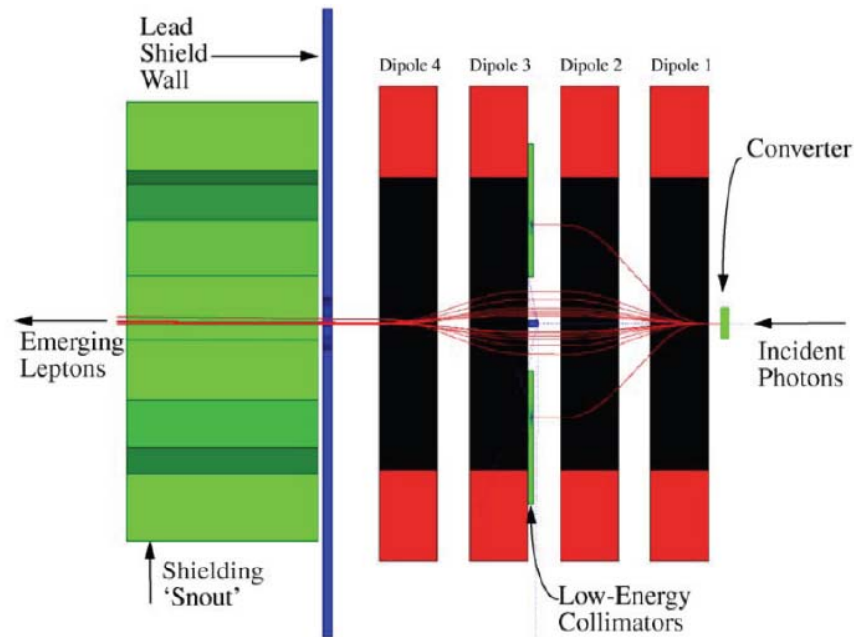 Lead
Shield
Wall
Dipole 4
Dipole 3
Dipole 2
Dipole 1
Converter
Emerging
Leptons
Incident
Photons
Shielding
'Snout'
Low-Energy
Collimators